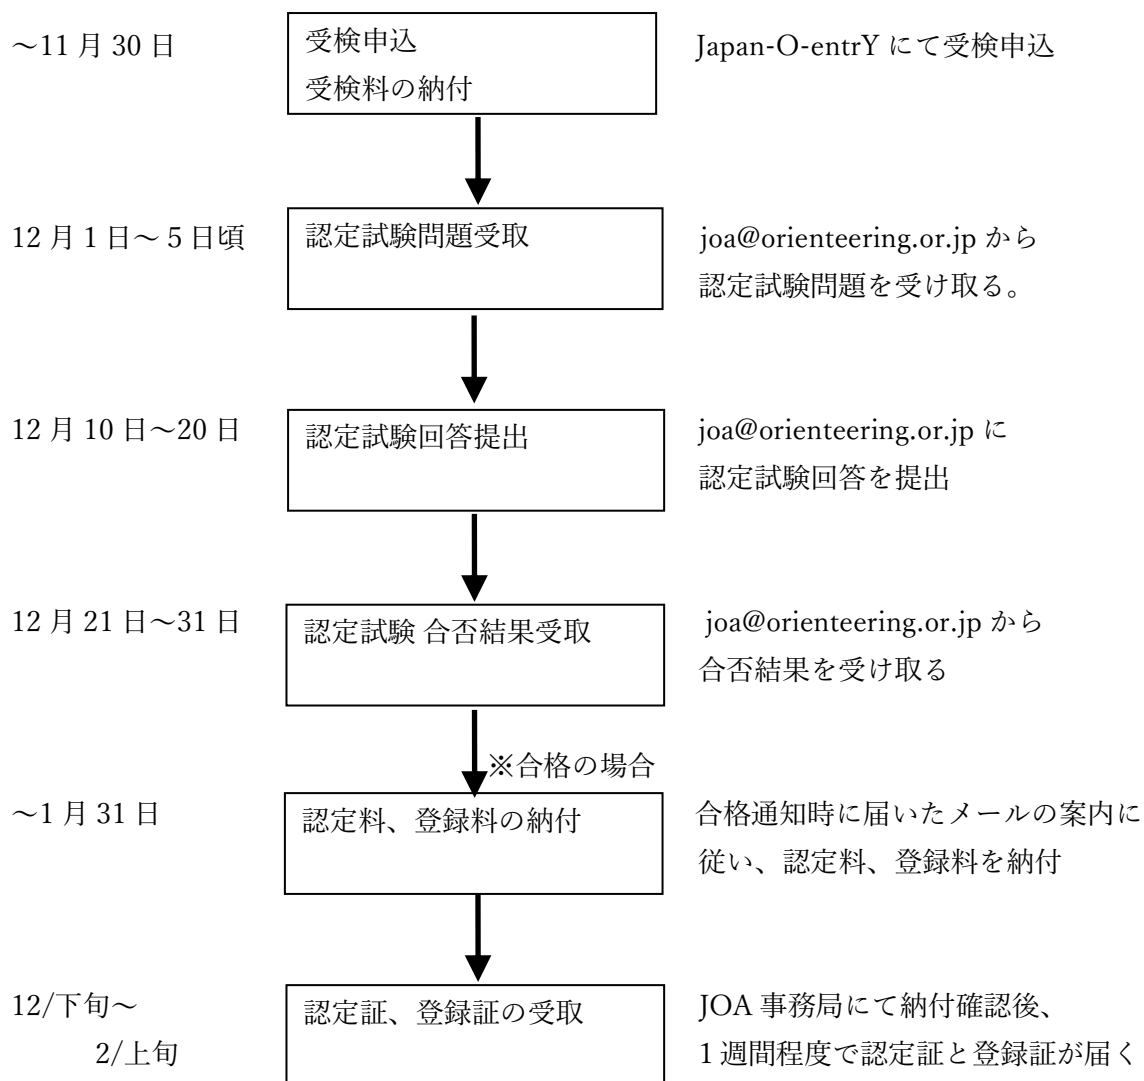 ～11 月 30 日
受検申込
受検料の納付
Japan-O-entrY にて受検申込
12 月 1 日～ 5 日頃
認定試験問題受取
joa@orienteering.or.jp から
認定試験問題を受け取る。
12 月 10 日～20 日
認定試験回答提出
joa@orienteering.or.jp に
認定試験回答を提出
12 月 21 日～31 日
認定試験 合否結果受取
joa@orienteering.or.jp から
合否結果を受け取る
※合格の場合
～1 月 31 日
認定料、登録料の納付
合格通知時に届いたメールの案内に
従い、認定料、登録料を納付
12/下旬～
2/上旬
認定証、登録証の受取
JOA 事務局にて納付確認後、
1 週間程度で認定証と登録証が届く